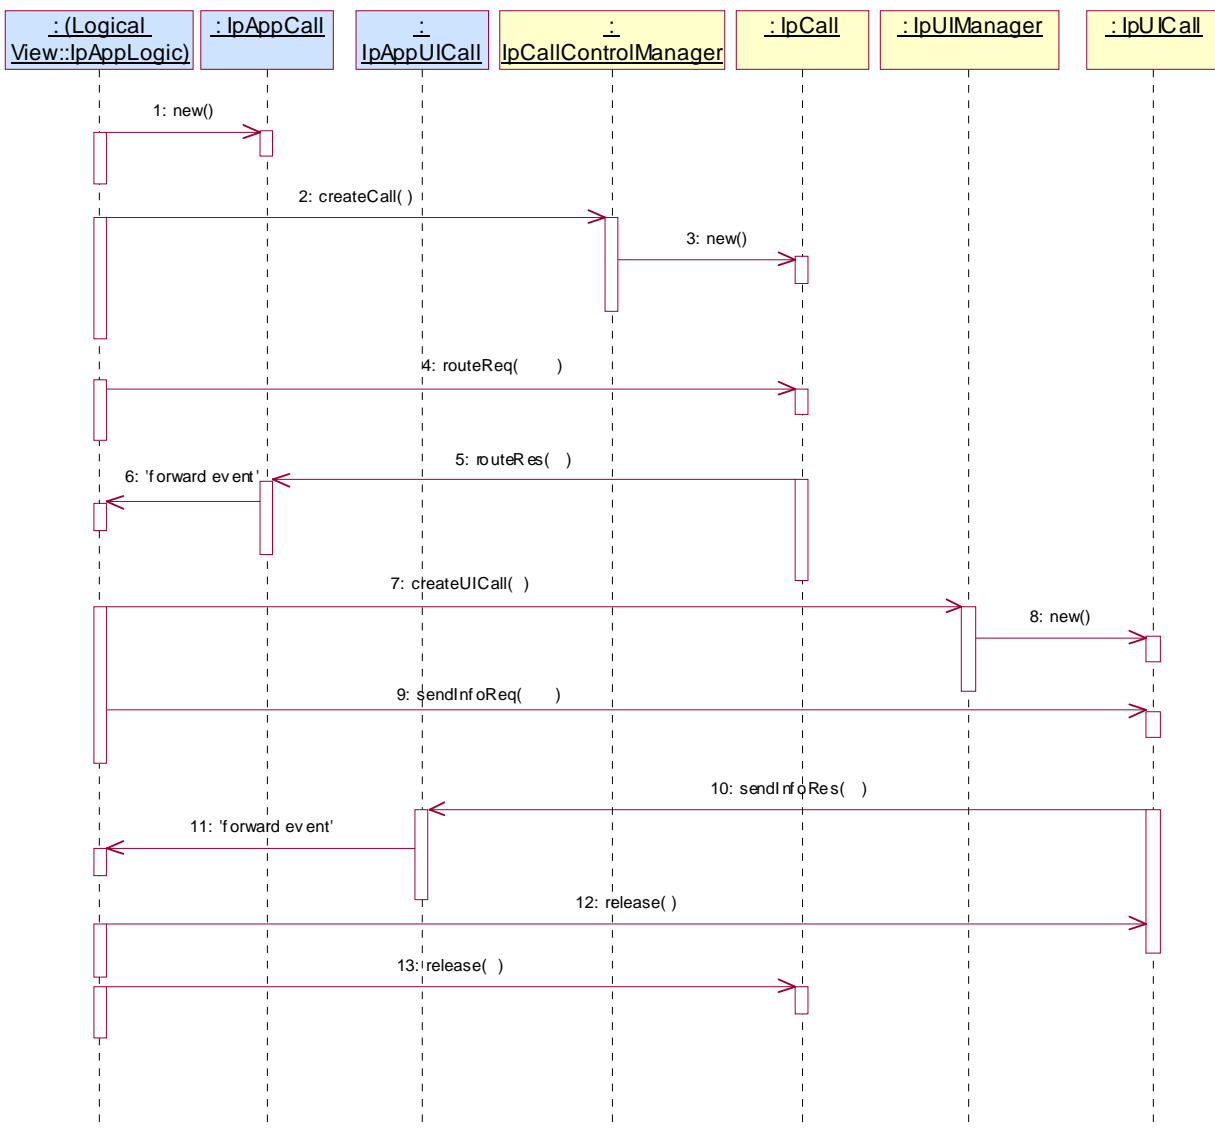 : (Logical
View::IpAppLogic)
: IpAppCall
:
IpAppUICall
:
IpCallControlManager
: IpCall
: IpUIManager
: IpUICall
1: new()
2: createCall( )
3: new()
4: routeReq( )
5: routeRes( )
6: 'forward event'
7: createUICall( )
8: new()
9: sendInfoReq( )
10: sendInfoRes( )
11: 'forward event'
12: release( )
13: release( )